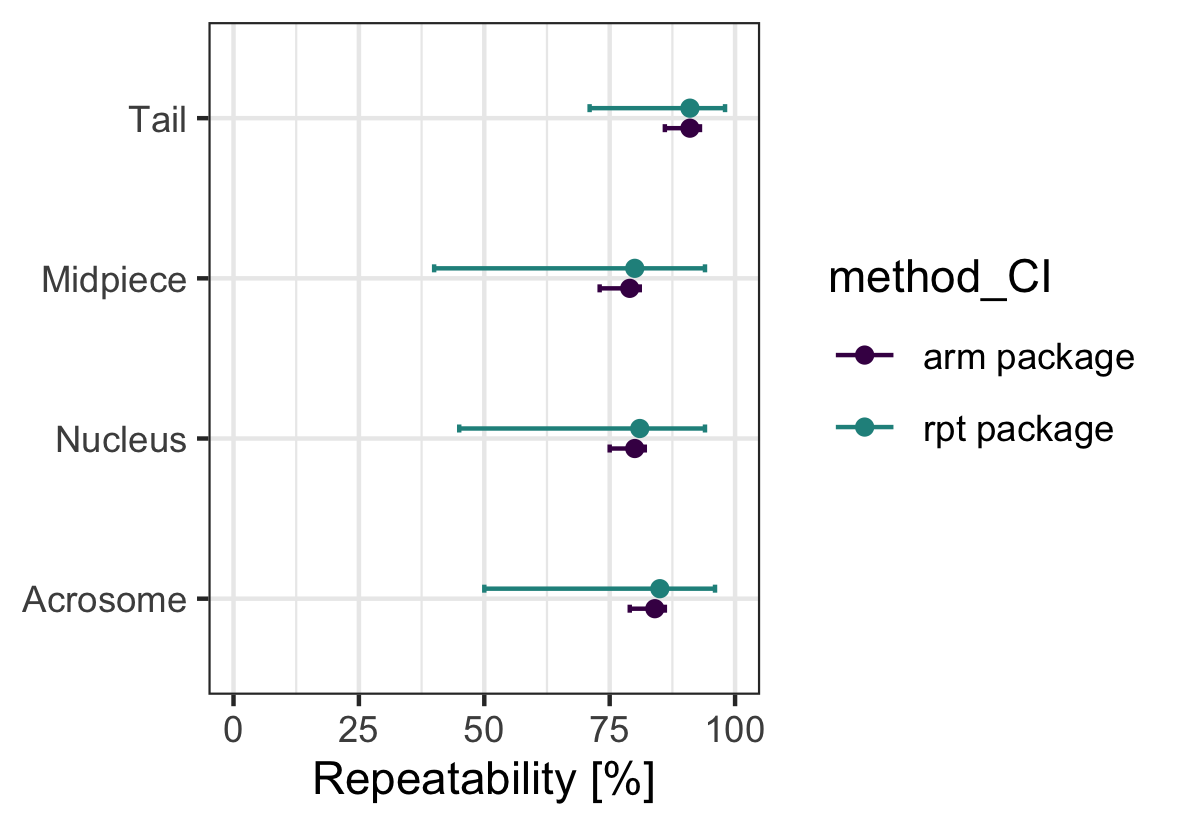 Tail
Midpiece
Nucleus
Acrosome
0 25 50 75 100
Repeatability [%]
method_CI
arm package
rpt package